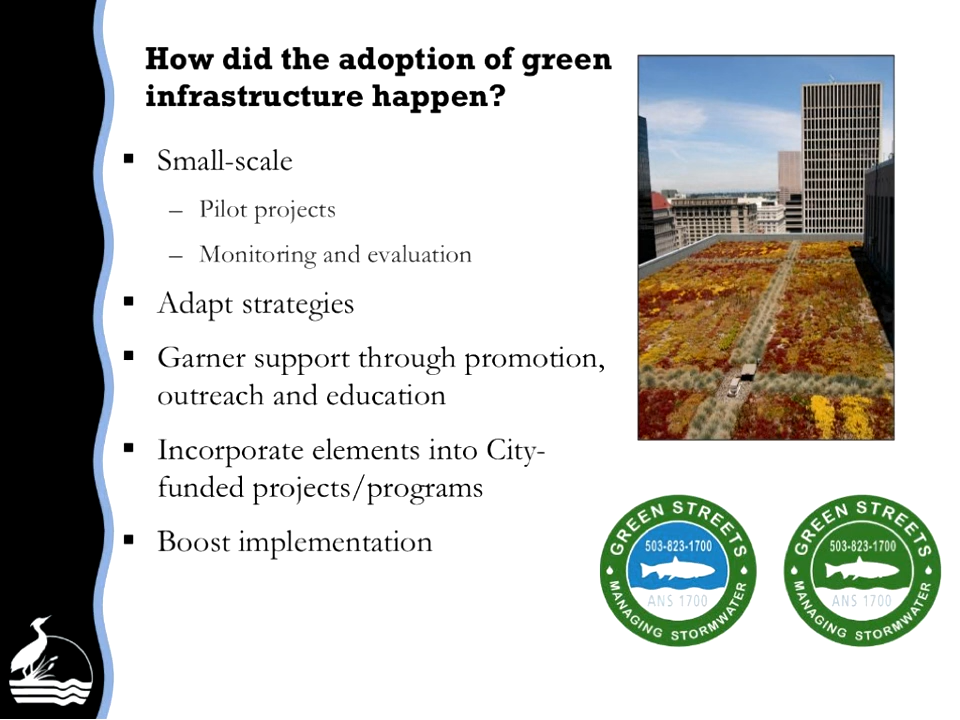 How did the adoption of green
infrastructure happen?
▪ Small-scale
– Pilot projects
– Monitoring and evaluation
▪ Adapt strategies
▪ Garner support through promotion,
outreach and education
▪ Incorporate elements into City-
funded projects/programs
▪ Boost implementation
GREEN STREETS
503-823-1700
ANS 1700
MANAGING STORMWATER
GREEN STREETS
503-823-1700
ANS 1700
MANAGING STORMWATER